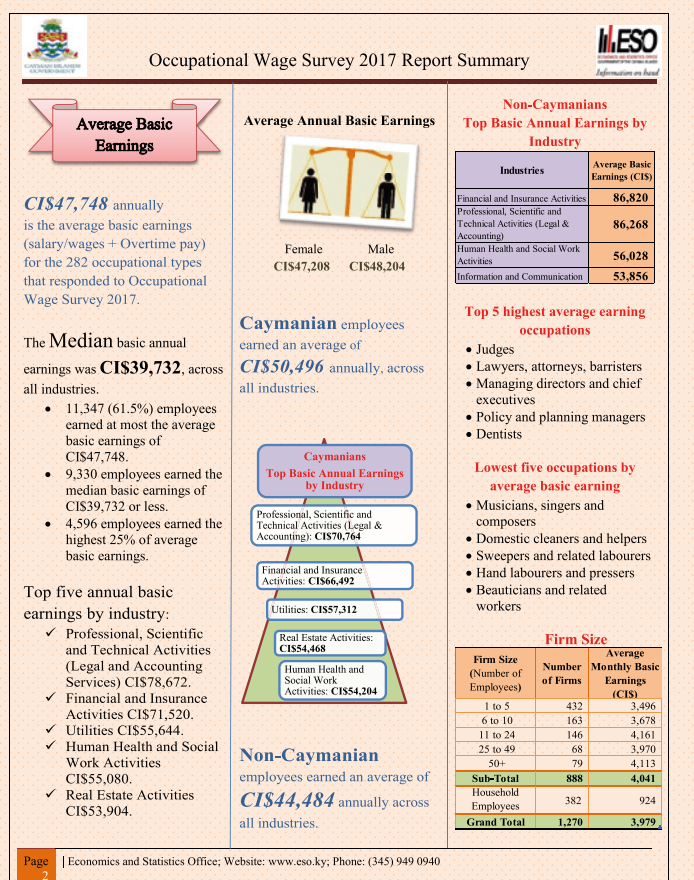 CAYMAN ISLANDS
GOVERNMENT
Occupational Wage Survey 2017 Report Summary
ESO
Information on hand
Average Basic
Earnings
CI$47,748 annually
is the average basic earnings
(salary/wages + Overtime pay)
for the 282 occupational types
that responded to Occupational
Wage Survey 2017.
The Median basic annual
earnings was CI$39,732, across
all industries.
• 11,347 (61.5%) employees
earned at most the average
basic earnings of
CI$47,748.
• 9,330 employees earned the
median basic earnings of
CI$39,732 or less.
• 4,596 employees earned the
highest 25% of average
basic earnings.
Top five annual basic
earnings by industry:
✓ Professional, Scientific
and Technical Activities
(Legal and Accounting
Services) CI$78,672.
✓ Financial and Insurance
Activities CI$71,520.
✓ Utilities CI$55,644.
✓ Human Health and Social
Work Activities
CI$55,080.
✓ Real Estate Activities
CI$53,904.
Average Annual Basic Earnings
Female Male
CI$47,208 CI$48,204
Caymanian employees
earned an average of
CI$50,496 annually, across
all industries.
Caymanians
Top Basic Annual Earnings
by Industry
Professional, Scientific and
Technical Activities (Legal &
Accounting): CI$70,764
Financial and Insurance
Activities: CI$66,492
Utilities: CI$57,312
Real Estate Activities:
CI$54,468
Human Health and
Social Work
Activities: CI$54,204
Non-Caymanian
employees earned an average of
CI$44,484 annually across
all industries.
Non-Caymanians
Top Basic Annual Earnings by
Industry
Industries Average Basic
Earnings (CI$)
Financial and Insurance Activities 86,820
Professional, Scientific and
Technical Activities (Legal & 86,268
Accounting)
Human Health and Social Work
Activities 56,028
Information and Communication 53,856
Top 5 highest average earning
occupations
• Judges
• Lawyers, attorneys, barristers
• Managing directors and chief
executives
• Policy and planning managers
• Dentists
Lowest five occupations by
average basic earning
• Musicians, singers and
composers
• Domestic cleaners and helpers
• Sweepers and related labourers
• Hand labourers and pressers
• Beauticians and related
workers
Firm Size
Firm Size
(Number of
Employees)
Number
of Firms
Average
Monthly Basic
Earnings
(CI$)
1 to 5 432 3,496
6 to 10 163 3,678
11 to 24 146 4,161
25 to 49 68 3,970
50+ 79 4,113
Sub-Total 888 4,041
Household
Employees 382 924
Grand Total 1,270 3,979
Page
2
Economics and Statistics Office; Website: www.eso.ky; Phone: (345) 949 0940